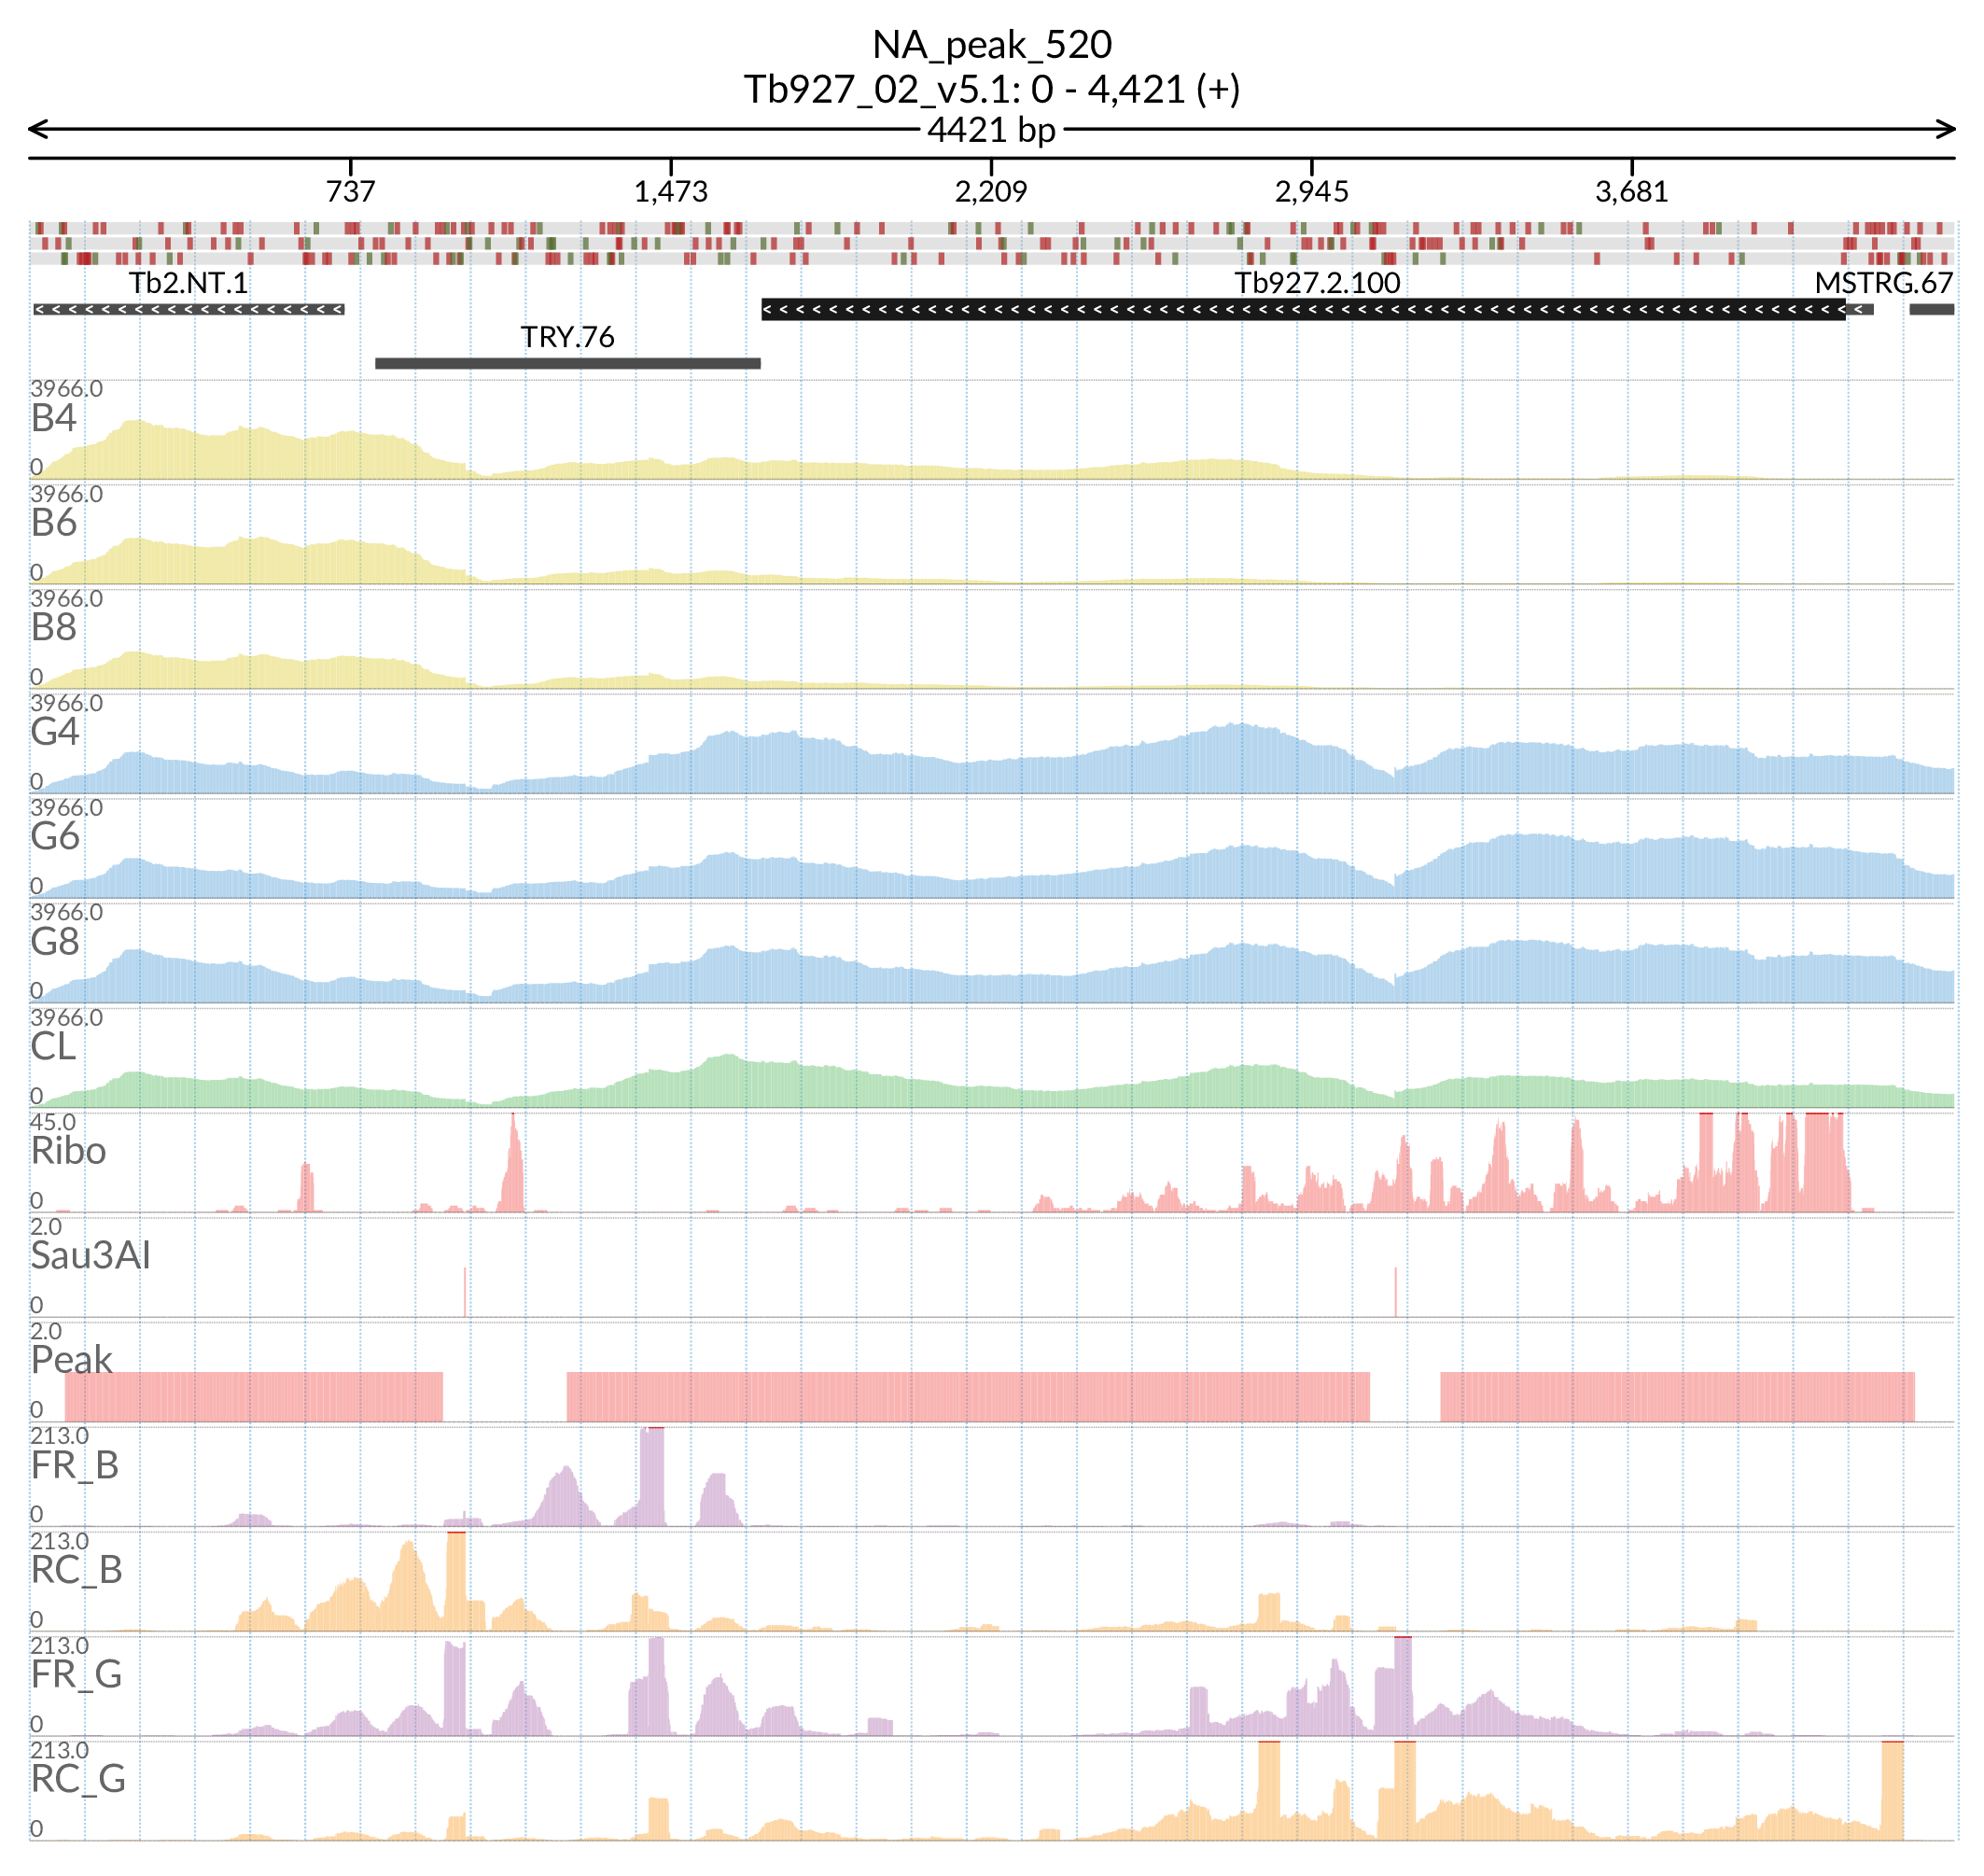 NA_peak_520
Tb927_02_v5.1: 0 - 4,421 (+)
4421 bp
737 1,473 2,209 2,945 3,681
Tb2.NT.1 Tb927.2.100 MSTRG.67
TRY.76
3966.0
B4
0
3966.0
B6
0
3966.0
B8
0
3966.0
G4
0
3966.0
G6
0
3966.0
G8
0
3966.0
CL
0
45.0
Ribo
0
2.0
Sau3AI
0
2.0
Peak
0
213.0
FR_B
0
213.0
RC_B
0
213.0
FR_G
0
213.0
RC_G
0